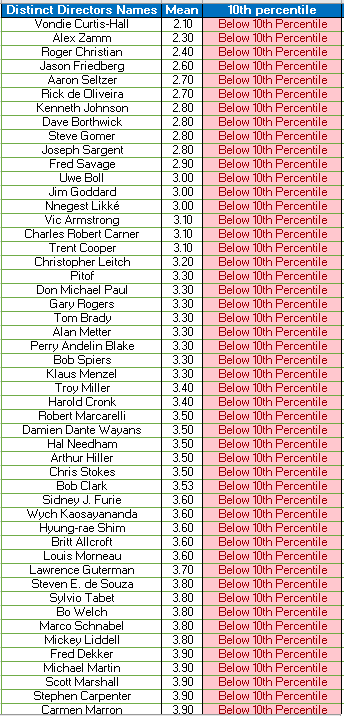 Distinct Directors Names Mean 10th percentile
Vondie Curtis-Hall 2.10 Below 10th Percentile
Alex Zamm 2.30 Below 10th Percentile
Roger Christian 2.40 Below 10th Percentile
Jason Friedberg 2.60 Below 10th Percentile
Aaron Seltzer 2.70 Below 10th Percentile
Rick de Oliveira 2.70 Below 10th Percentile
Kenneth Johnson 2.80 Below 10th Percentile
Dave Borthwick 2.80 Below 10th Percentile
Steve Gomer 2.80 Below 10th Percentile
Joseph Sargent 2.80 Below 10th Percentile
Fred Savage 2.90 Below 10th Percentile
Uwe Boll 3.00 Below 10th Percentile
Jim Goddard 3.00 Below 10th Percentile
Nnegest Likké 3.00 Below 10th Percentile
Vic Armstrong 3.10 Below 10th Percentile
Charles Robert Carner 3.10 Below 10th Percentile
Trent Cooper 3.10 Below 10th Percentile
Christopher Leitch 3.20 Below 10th Percentile
Pitof 3.30 Below 10th Percentile
Don Michael Paul 3.30 Below 10th Percentile
Gary Rogers 3.30 Below 10th Percentile
Tom Brady 3.30 Below 10th Percentile
Alan Metter 3.30 Below 10th Percentile
Perry Andelin Blake 3.30 Below 10th Percentile
Bob Spiers 3.30 Below 10th Percentile
Klaus Menzel 3.30 Below 10th Percentile
Troy Miller 3.40 Below 10th Percentile
Harold Cronk 3.40 Below 10th Percentile
Robert Marcarelli 3.50 Below 10th Percentile
Damien Dante Wayans 3.50 Below 10th Percentile
Hal Needham 3.50 Below 10th Percentile
Arthur Hiller 3.50 Below 10th Percentile
Chris Stokes 3.50 Below 10th Percentile
Bob Clark 3.53 Below 10th Percentile
Sidney J. Furie 3.60 Below 10th Percentile
Wych Kaosayananda 3.60 Below 10th Percentile
Hyung-rae Shim 3.60 Below 10th Percentile
Britt Allcroft 3.60 Below 10th Percentile
Louis Morneau 3.60 Below 10th Percentile
Lawrence Guterman 3.70 Below 10th Percentile
Steven E. de Souza 3.80 Below 10th Percentile
Sylvio Tabet 3.80 Below 10th Percentile
Bo Welch 3.80 Below 10th Percentile
Marco Schnabel 3.80 Below 10th Percentile
Mickey Liddell 3.80 Below 10th Percentile
Fred Dekker 3.90 Below 10th Percentile
Michael Martin 3.90 Below 10th Percentile
Scott Marshall 3.90 Below 10th Percentile
Stephen Carpenter 3.90 Below 10th Percentile
Carmen Marron 3.90 Below 10th Percentile